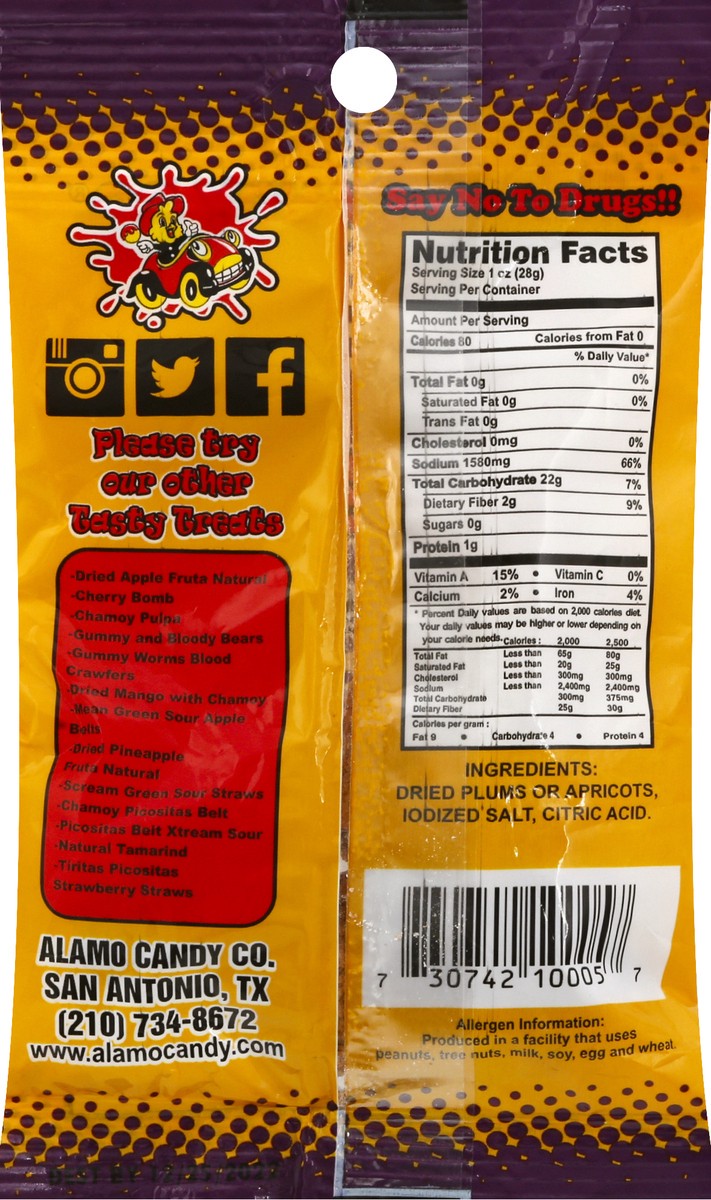 Please try
our other
Tasty Treats
-Dried Apple Fruta Natural
-Cherry Bomb
-Chamoy Pulpa
-Gummy and Bloody Bears
-Gummy Worms Blood
Crawfers
-Dried Mango with Chamoy
-Mean Green Sour Apple
Belts
-Dried Pineapple
Fruta Natural
-Scream Green Sour Straws
-Chamoy Picositas Belt
-Picositas Belt Xtream Sour
-Natural Tamarind
-Tiritas Picositas
Strawberry Straws
ALAMO CANDY CO.
SAN ANTONIO, TX
(210) 734-8672
www.alamocandy.com
Say No To Drugs!!
Nutrition Facts
Serving Size 1 oz (28g)
Serving Per Container
Amount Per Serving
Calories 80 Calories from Fat 0
% Daily Value*
Total Fat 0g 0%
Saturated Fat 0g 0%
Trans Fat 0g
Cholesterol 0mg 0%
Sodium 1580mg 66%
Total Carbohydrate 22g 7%
Dietary Fiber 2g 9%
Sugars 0g
Protein 1g
Vitamin A 15% • Vitamin C 0%
Calcium 2% • Iron 4%
* Percent Daily values are based on 2,000 calories diet.
Your daily values may be higher or lower depending on
your calorie needs. Calories : 2,000 2,500
Total Fat Less than 65g 80g
Saturated Fat Less than 20g 25g
Cholesterol Less than 300mg 300mg
Sodium Less than 2,400mg 2,400mg
Total Carbohydrate 300mg 375mg
Dietary Fiber 25g 30g
Calories per gram :
Fat 9 • Carbohydrate 4 • Protein 4
INGREDIENTS:
DRIED PLUMS OR APRICOTS,
IODIZED SALT, CITRIC ACID.
7 30742 10005 7
Allergen Information:
Produced in a facility that uses
peanuts, tree nuts, milk, soy, egg and wheat.